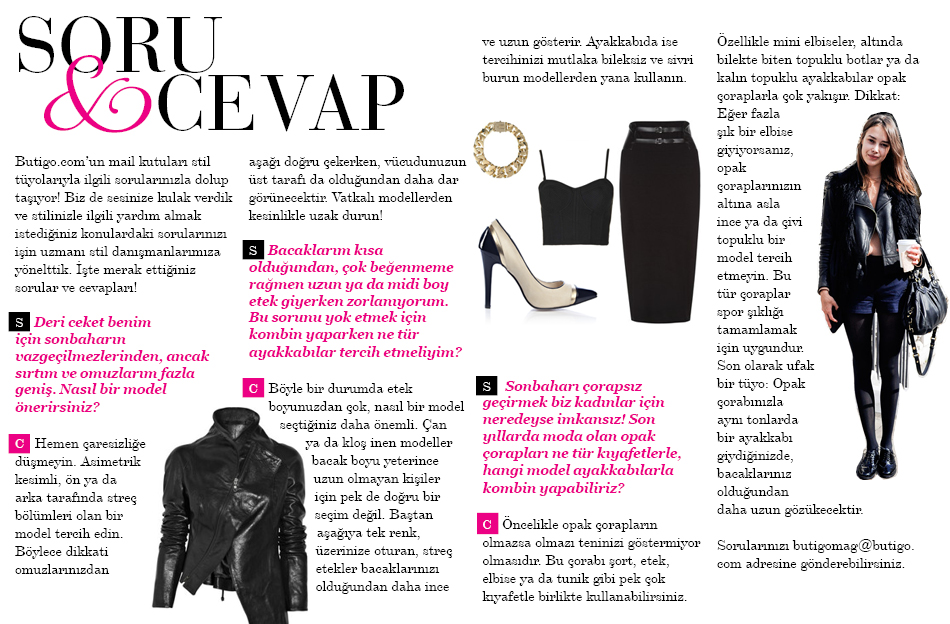 SORU
& CEVAP
Butigo.com'un mail kutuları stil
tüyolarıyla ilgili sorularınızla dolup
taşıyor! Biz de sesinize kulak verdik
ve stilinizle ilgili yardım almak
istediğiniz konulardaki sorularınızı
işin uzmanı stil danışmanlarımıza
yönelttik. İşte merak ettiğiniz
sorular ve cevapları!
S Deri ceket benim
için sonbaharın
vazgeçilmezlerinden, ancak
sırtım ve omuzlarım fazla
geniş. Nasıl bir model
önerirsiniz?
C Hemen çaresizliğe
düşmeyin. Asimetrik
kesimli, ön ya da
arka tarafında streç
bölümleri olan bir
model tercih edin.
Böylece dikkati
omuzlarınızdan
aşağı doğru çekerken, vücudunuzun
üst tarafı da olduğundan daha dar
görünecektir. Vatkalı modellerden
kesinlikle uzak durun!
S Bacaklarım kısa
olduğundan, çok beğenmeme
rağmen uzun ya da midi boy
etek giyerken zorlanıyorum.
Bu sorunu yok etmek için
kombin yaparken ne tür
ayakkabılar tercih etmeliyim?
C Böyle bir durumda etek
boyunuzdan çok, nasıl bir model
seçtiğiniz daha önemli. Çan
ya da kloş inen modeller
bacak boyu yeterince
uzun olmayan kişiler
için pek de doğru bir
seçim değil. Baştan
aşağıya tek renk,
üzerinize oturan, streç
etekler bacaklarımızı
olduğundan daha ince
ve uzun gösterir. Ayakkabıda ise
tercihinizi mutlaka bileksiz ve sivri
burun modellerden yana kullanın.
S Sonbaharı çorapsız
geçirmek biz kadınlar için
neredeyse imkansız! Son
yıllarda moda olan opak
çorapları ne tür kıyafetlerle,
hangi model ayakkabılarla
kombin yapabiliriz?
C Öncelikle opak çorapların
olmazsa olmazı teninizi göstermiyor
olmasıdır. Bu çorabı şort, etek,
elbise ya da tunik gibi pek çok
kıyafetle birlikte kullanabilirsiniz.
Özellikle mini elbiseler, altında
bilekte biten topuklu botlar ya da
kalın topuklu ayakkabılar opak
çoraplarla çok yakışır. Dikkat:
Eğer fazla
şık bir elbise
giyiyorsanız,
opak
çoraplarınızın
altına asla
ince ya da çivi
topuklu bir
model tercih
etmeyin. Bu
tür çoraplar
spor şıklığı
tamamlamak
için uygundur.
Son olarak ufak
bir tüyo: Opak
çorabınızla
aynı tonlarda
bir ayakkabı
giydiğinizde,
bacaklarınız
olduğundan
daha uzun gözükecektir.
Sorularınızı butigomag@butigo.
com adresine gönderebilirsiniz.